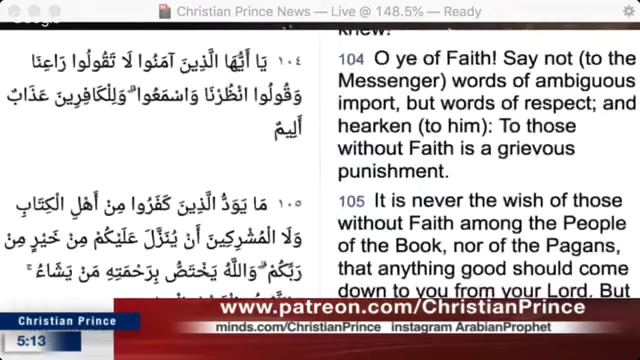 Christian Prince News — Live @ 148.5% — Ready
١٠٤ يَا أَيُّهَا الَّذِينَ آمَنُوا لَا تَقُولُوا رَاعِنَا
وَقُولُوا انْظُرْنَا وَاسْمَعُوا ۗ وَلِلْكَافِرِينَ عَذَابٌ
أَلِيمٌ
١٠٥ مَا يَوَدُّ الَّذِينَ كَفَرُوا مِنْ أَهْلِ الْكِتَابِ
وَلَا الْمُشْرِكِينَ أَنْ يُنَزَّلَ عَلَيْكُمْ مِنْ خَيْرٍ مِنْ
رَبِّكُمْ ۗ وَاللَّهُ يَخْتَصُّ بِرَحْمَتِهِ مَنْ يَشَاءُ ۚ
104 O ye of Faith! Say not (to the
Messenger) words of ambiguous
import, but words of respect; and
hearken (to him): To those
without Faith is a grievous
punishment.
105 It is never the wish of those
without Faith among the People
of the Book, nor of the Pagans,
that anything good should come
down to you from your Lord. But
www.patreon.com/ChristianPrince
Christian Prince
minds.com/ChristianPrince instagram ArabianProphet
5:13